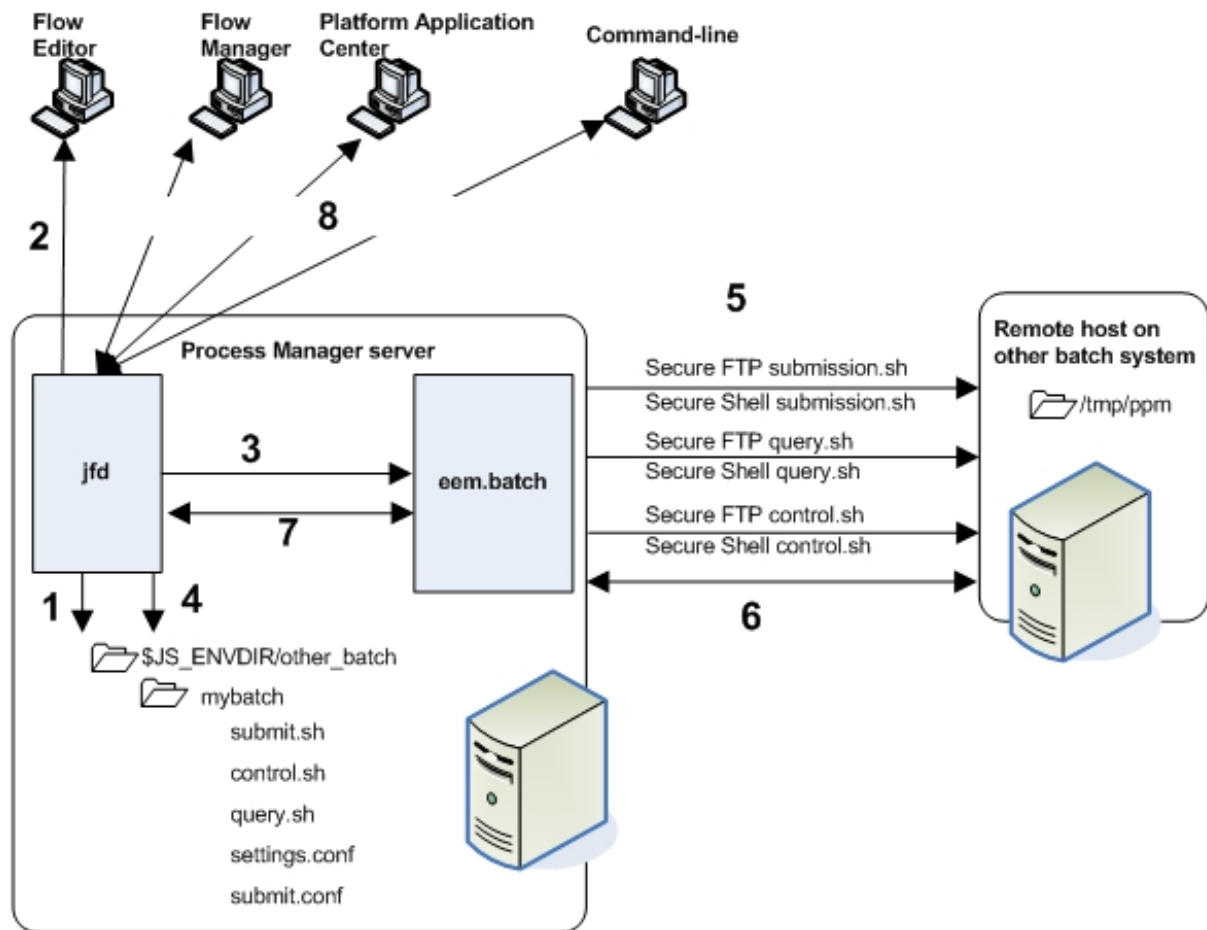 Flow
Editor
Flow
Manager
Platform Application
Center
Command-line
2
8
5
Process Manager server
Remote host on
other batch system
/tmp/ppm
jfd
3
7
eem.batch
Secure FTP submission.sh
Secure Shell submission.sh
Secure FTP query.sh
Secure Shell query.sh
Secure FTP control.sh
Secure Shell control.sh
6
1
4
$JS_ENVDIR/other_batch
mybatch
submit.sh
control.sh
query.sh
settings.conf
submit.conf